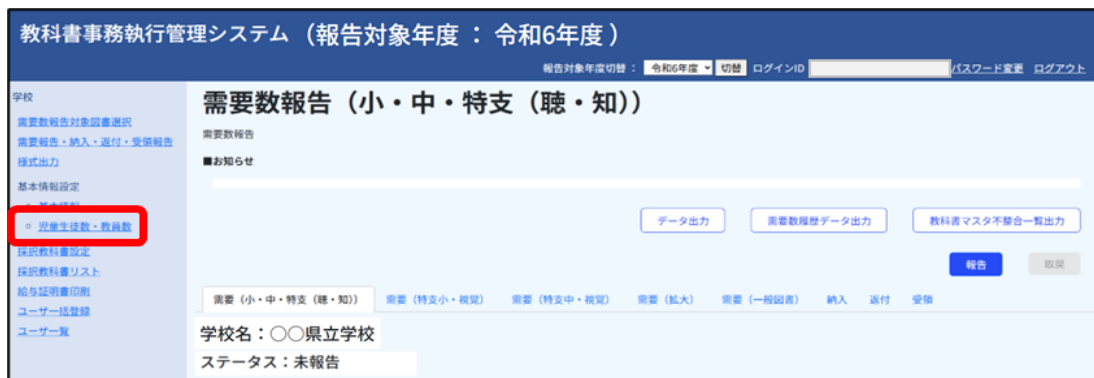 教科書事務執行管理システム（報告対象年度 ： 令和6年度 ）
報告対象年度切替： 令和6年度 切替 ログインID パスワード変更 ログアウト
学校
需要数報告対象図書選択
需要報告・納入・返付・受領報告
様式出力
基本情報設定
基本情報
児童生徒数・教員数
採択教科書設定
採択教科書リスト
給与証明書印刷
ユーザ一括登録
ユーザ一覧
需要数報告（小・中・特支（聴・知））
需要数報告
■お知らせ
データ出力 需要数履歴データ出力 教科書マスタ不整合一覧出力
報告 取戻
需要（小・中・特支（聴・知）） 需要（特支小・視覚） 需要（特支中・視覚） 需要（拡大） 需要（一般図書） 納入 返付 受領
学校名：〇〇県立学校
ステータス：未報告